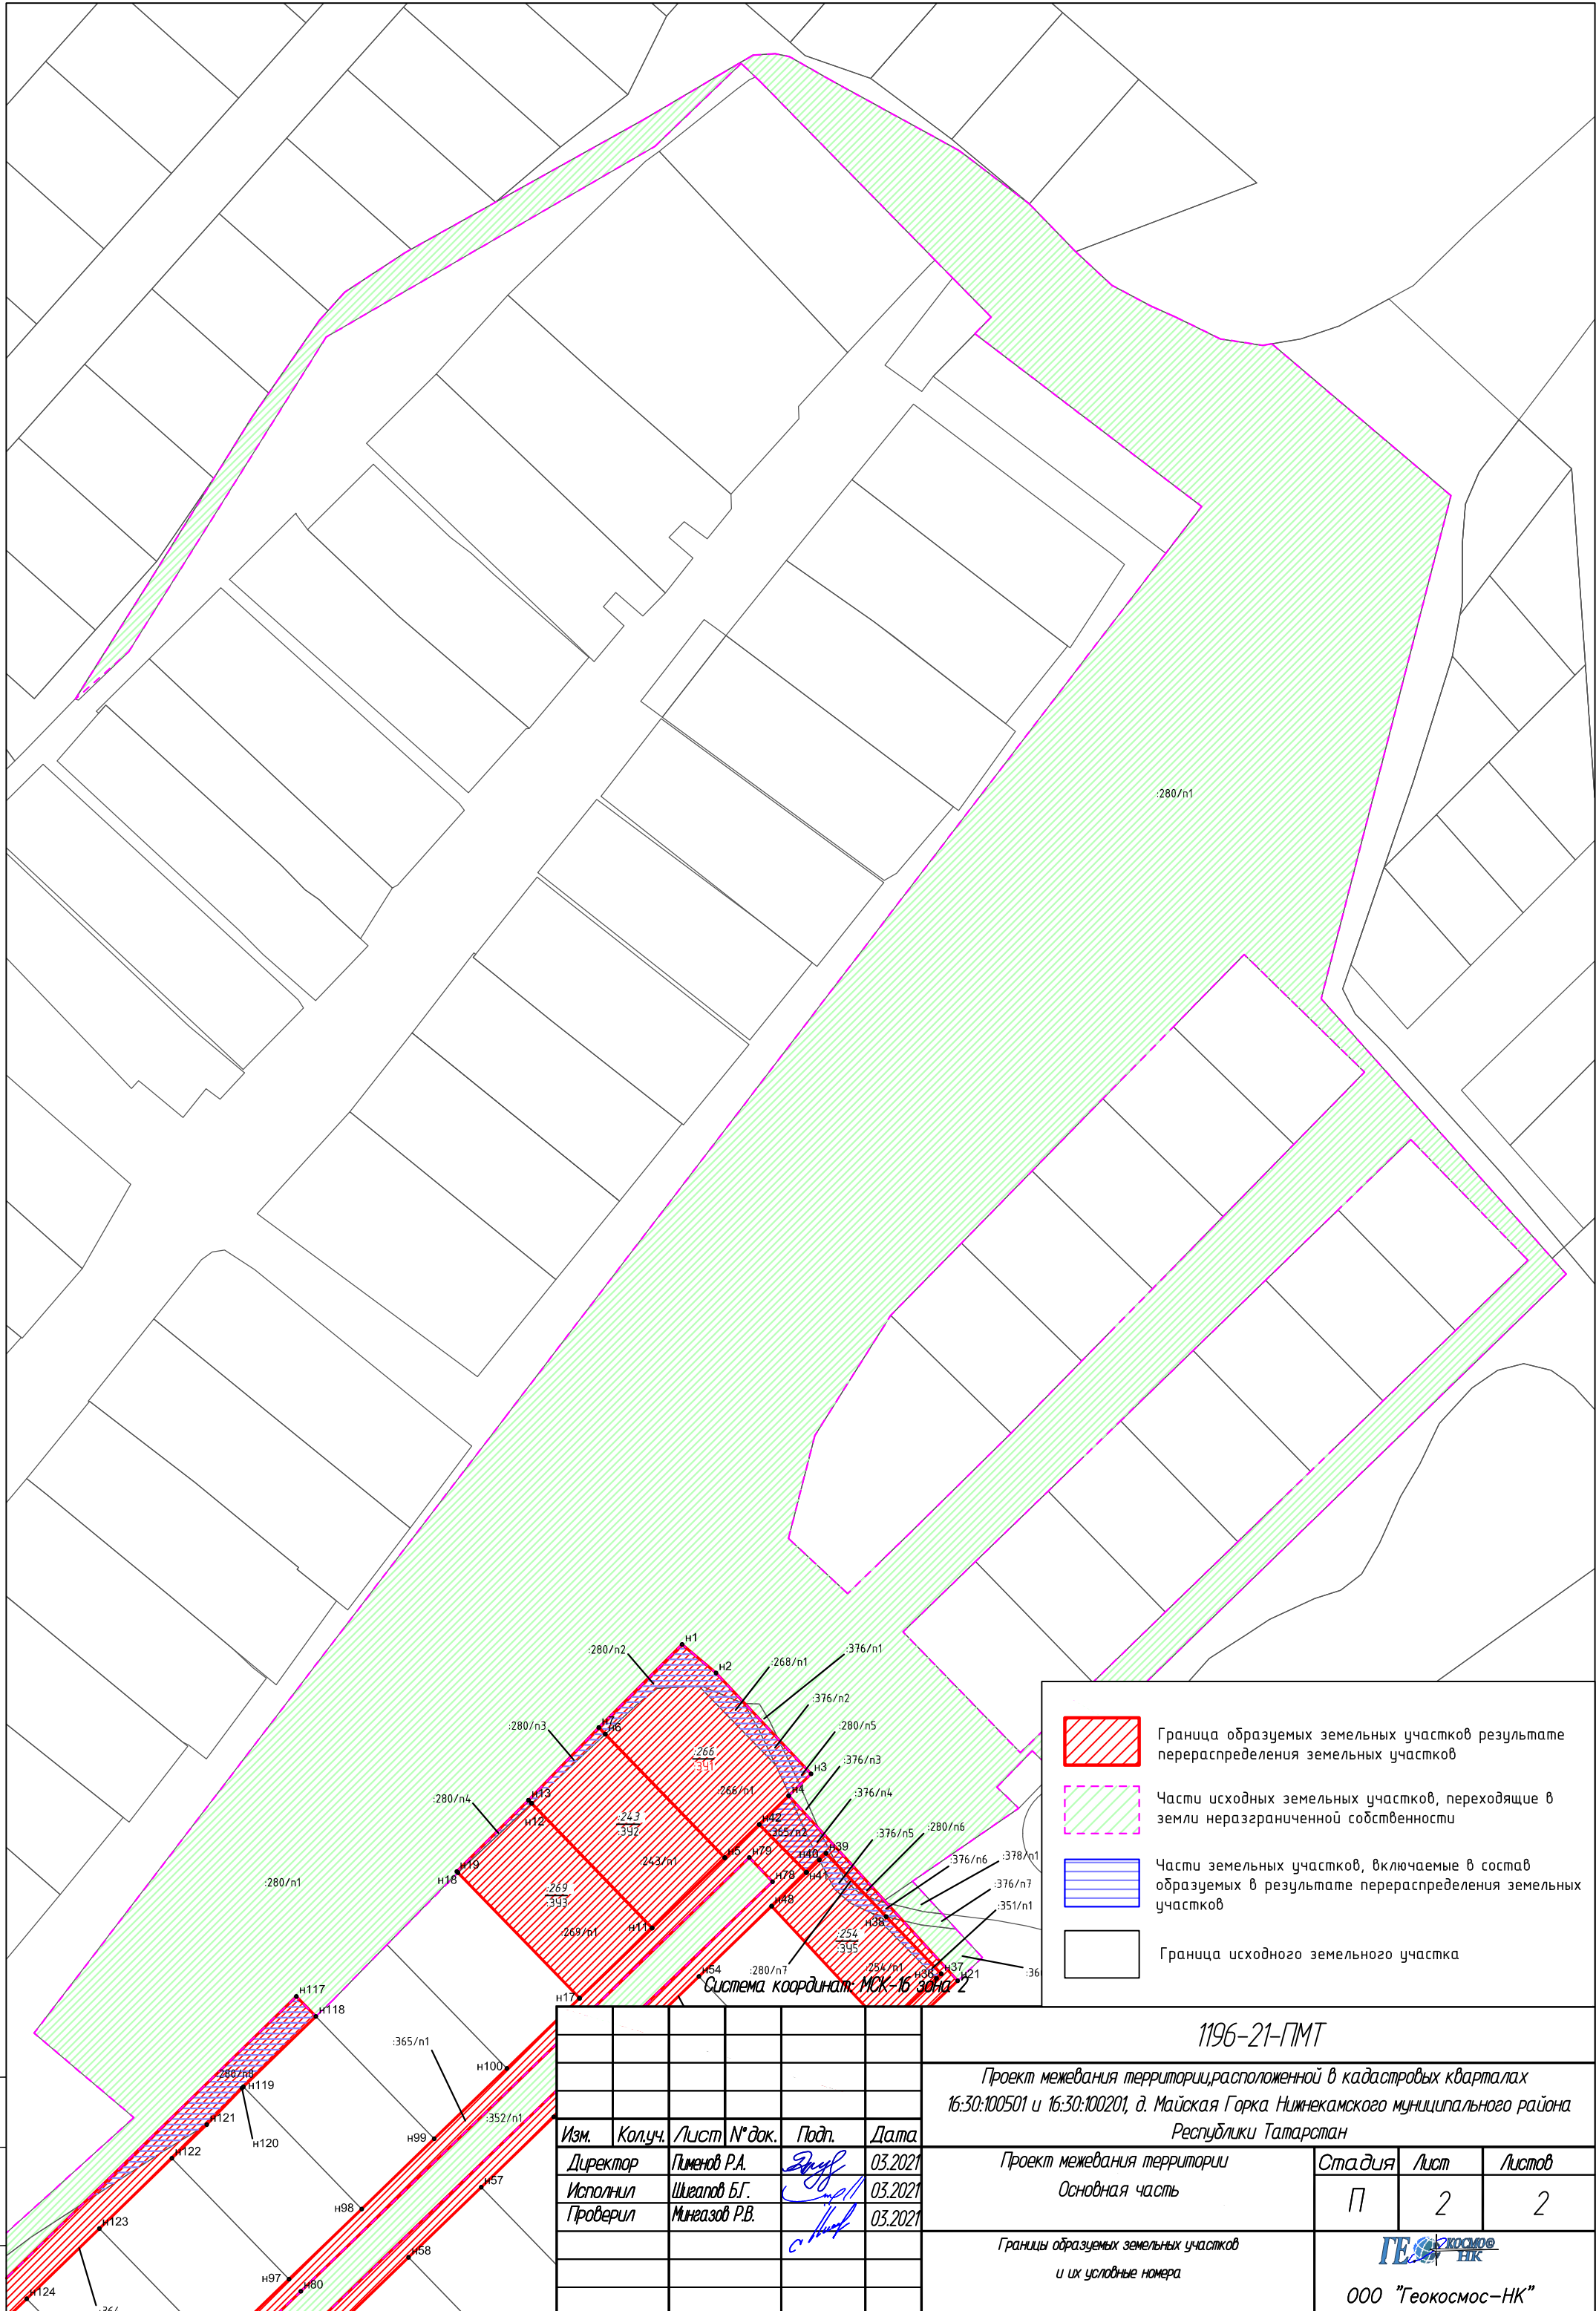 :280/п1
н1
:280/п2
:376/п1
н2
:268/п1
:376/п2
:280/п3
н7
н6
:280/п5
:266
:391
:376/п3
н3
:266/п1
н4
:376/п4
:280/п4
н13
н12
:243
:392
н42
:365/п2
:376/п5
:280/п6
н39
н40
:243/п1
н5
н79
:376/п6
:378/п1
н41
н19
н18
:280/п1
н78
:376/п7
:269
:393
н48
:351/п1
н38
н11
:269/п1
:254
:395
:280/п7
:254/п1
н37
н36
н21
:36
н54
Система координат: МСК-16 зона 2
н117
н17
н118
:365/п1
н100
:280/п8
н119
:352/п1
н121
н120
н99
н122
н57
н98
н123
н58
н97
н80
н124
:364
Граница образуемых земельных участков результате
перераспределения земельных участков
Части исходных земельных участков, переходящие в
земли неразграниченной собственности
Части земельных участков, включаемые в состав
образуемых в результате перераспределения земельных
участков
Граница исходного земельного участка
1196-21-ПМТ
Проект межевания территории,расположенной в кадастровых кварталах
16:30:100501 и 16:30:100201, д. Майская Горка Нижнекамского муниципального района
Республики Татарстан
Изм. Кол.уч. Лист N°док. Подп. Дата
Директор Пименов Р.А. 03.2021
Исполнил Шигапов Б.Г. 03.2021
Проверил Мингазов Р.В. 03.2021
Проект межевания территории
Основная часть
Стадия Лист Листов
П 2 2
Границы образуемых земельных участков
и их условные номера
ГЕ КОСМОС
НК
ООО "Геокосмос-НК"